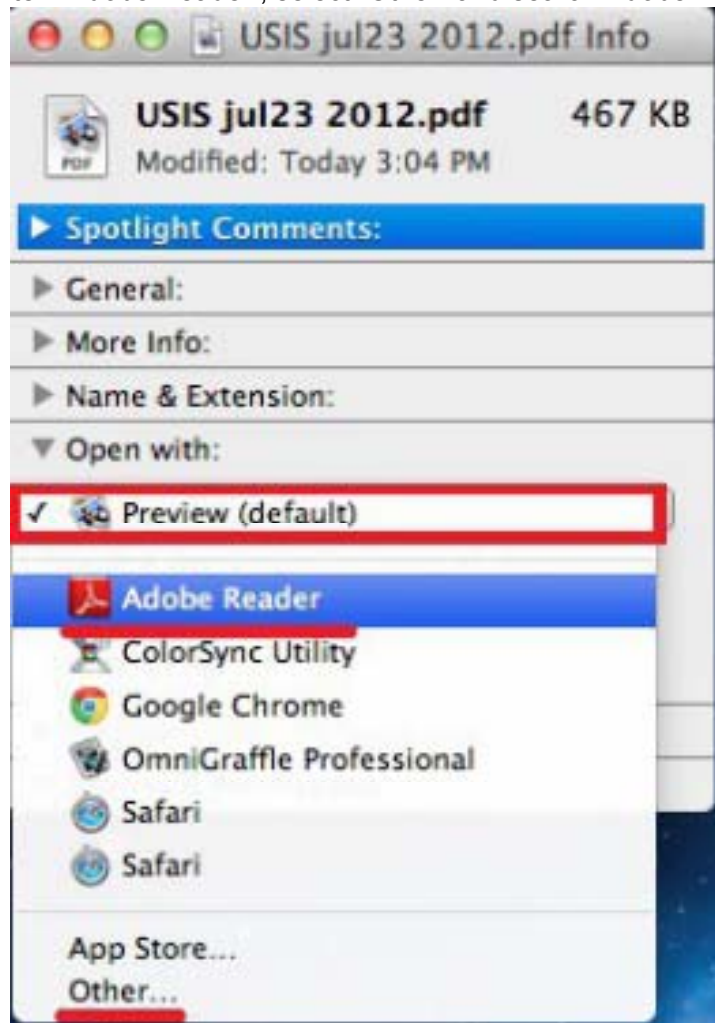 USIS jul23 2012.pdf Info
USIS jul23 2012.pdf 467 KB
PDF
Modified: Today 3:04 PM
▶ Spotlight Comments:
▶ General:
▶ More Info:
▶ Name & Extension:
▼ Open with:
✓ Preview (default)
Adobe Reader
ColorSync Utility
Google Chrome
OmniGraffle Professional
Safari
Safari
App Store...
Other...